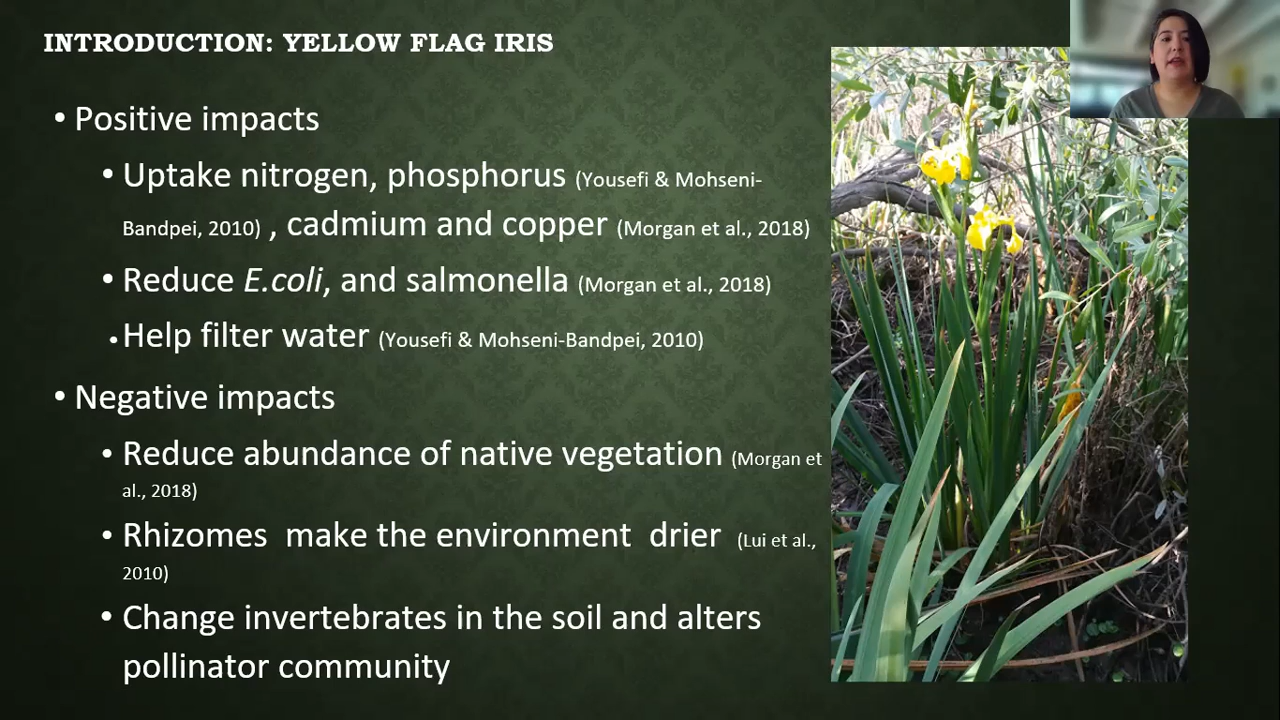 INTRODUCTION: YELLOW FLAG IRIS
• Positive impacts
• Uptake nitrogen, phosphorus (Yousefi & Mohseni-
Bandpei, 2010) , cadmium and copper (Morgan et al., 2018)
• Reduce E.coli, and salmonella (Morgan et al., 2018)
• Help filter water (Yousefi & Mohseni-Bandpei, 2010)
• Negative impacts
• Reduce abundance of native vegetation (Morgan et
al., 2018)
• Rhizomes make the environment drier (Lui et al.,
2010)
• Change invertebrates in the soil and alters
pollinator community